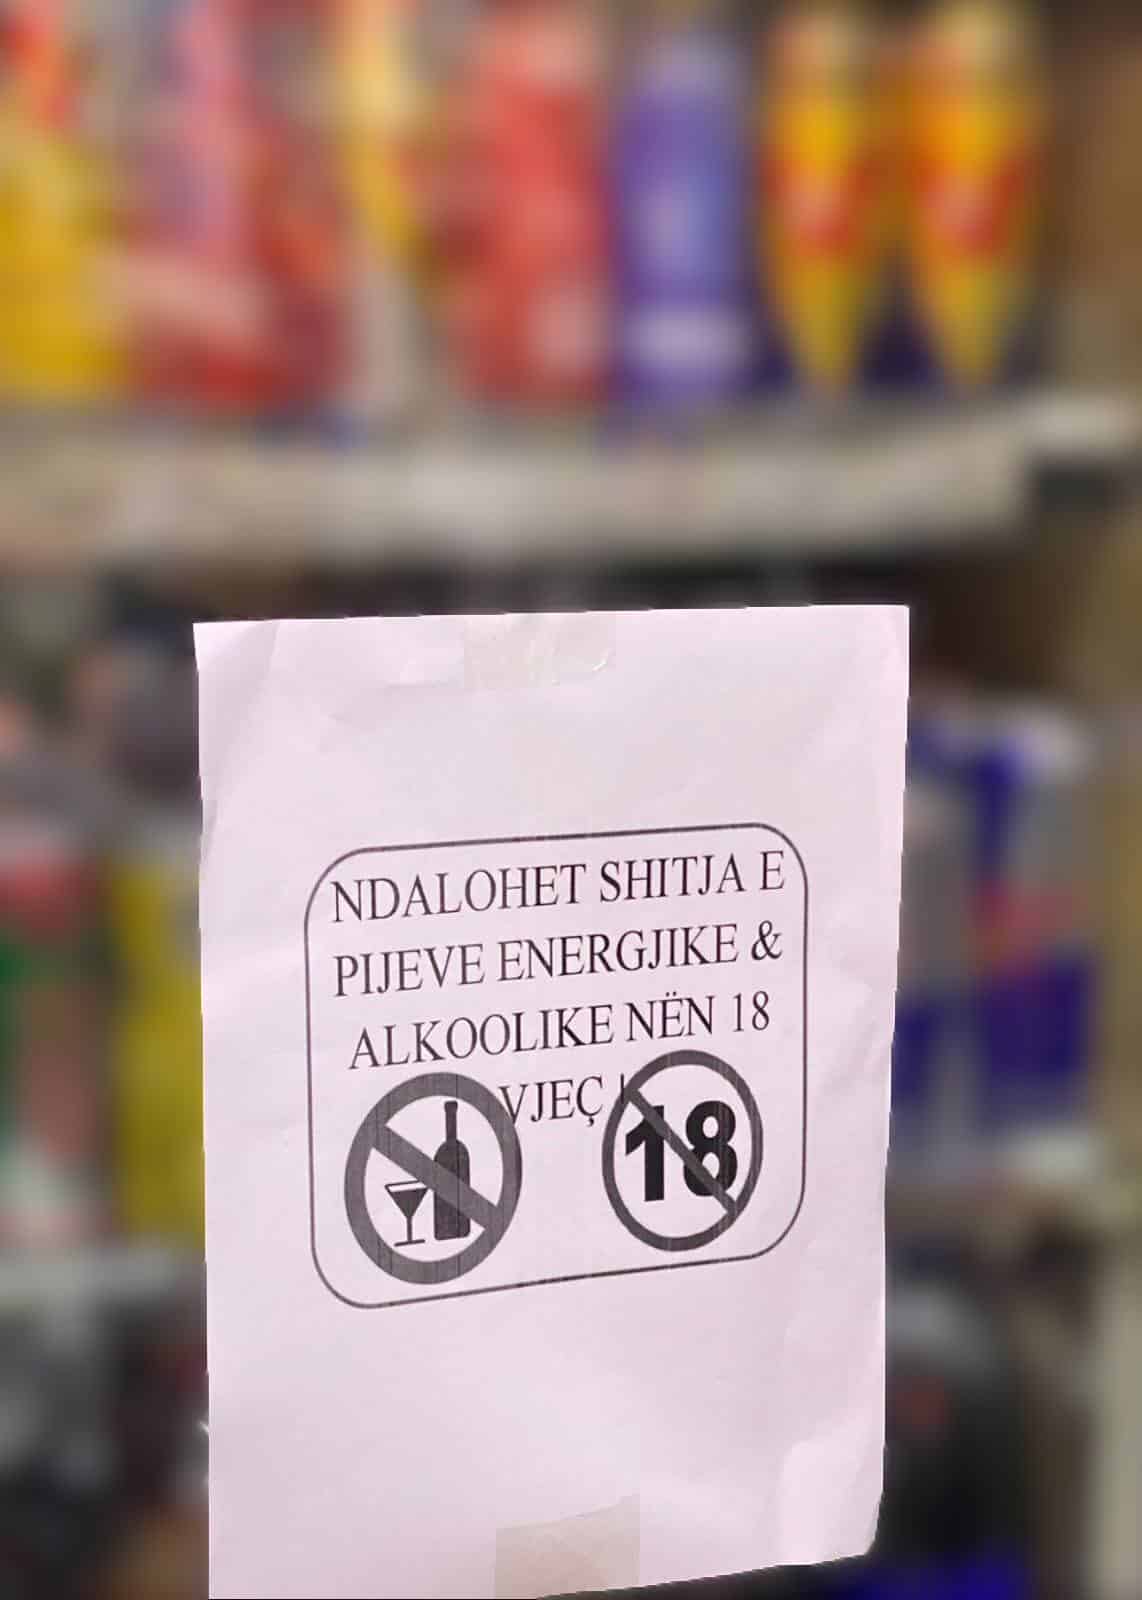 NDALOHET SHITJA E
PIJEVE ENERGJIKE &
ALKOOLIKE NËN 18
VJEÇ !
18